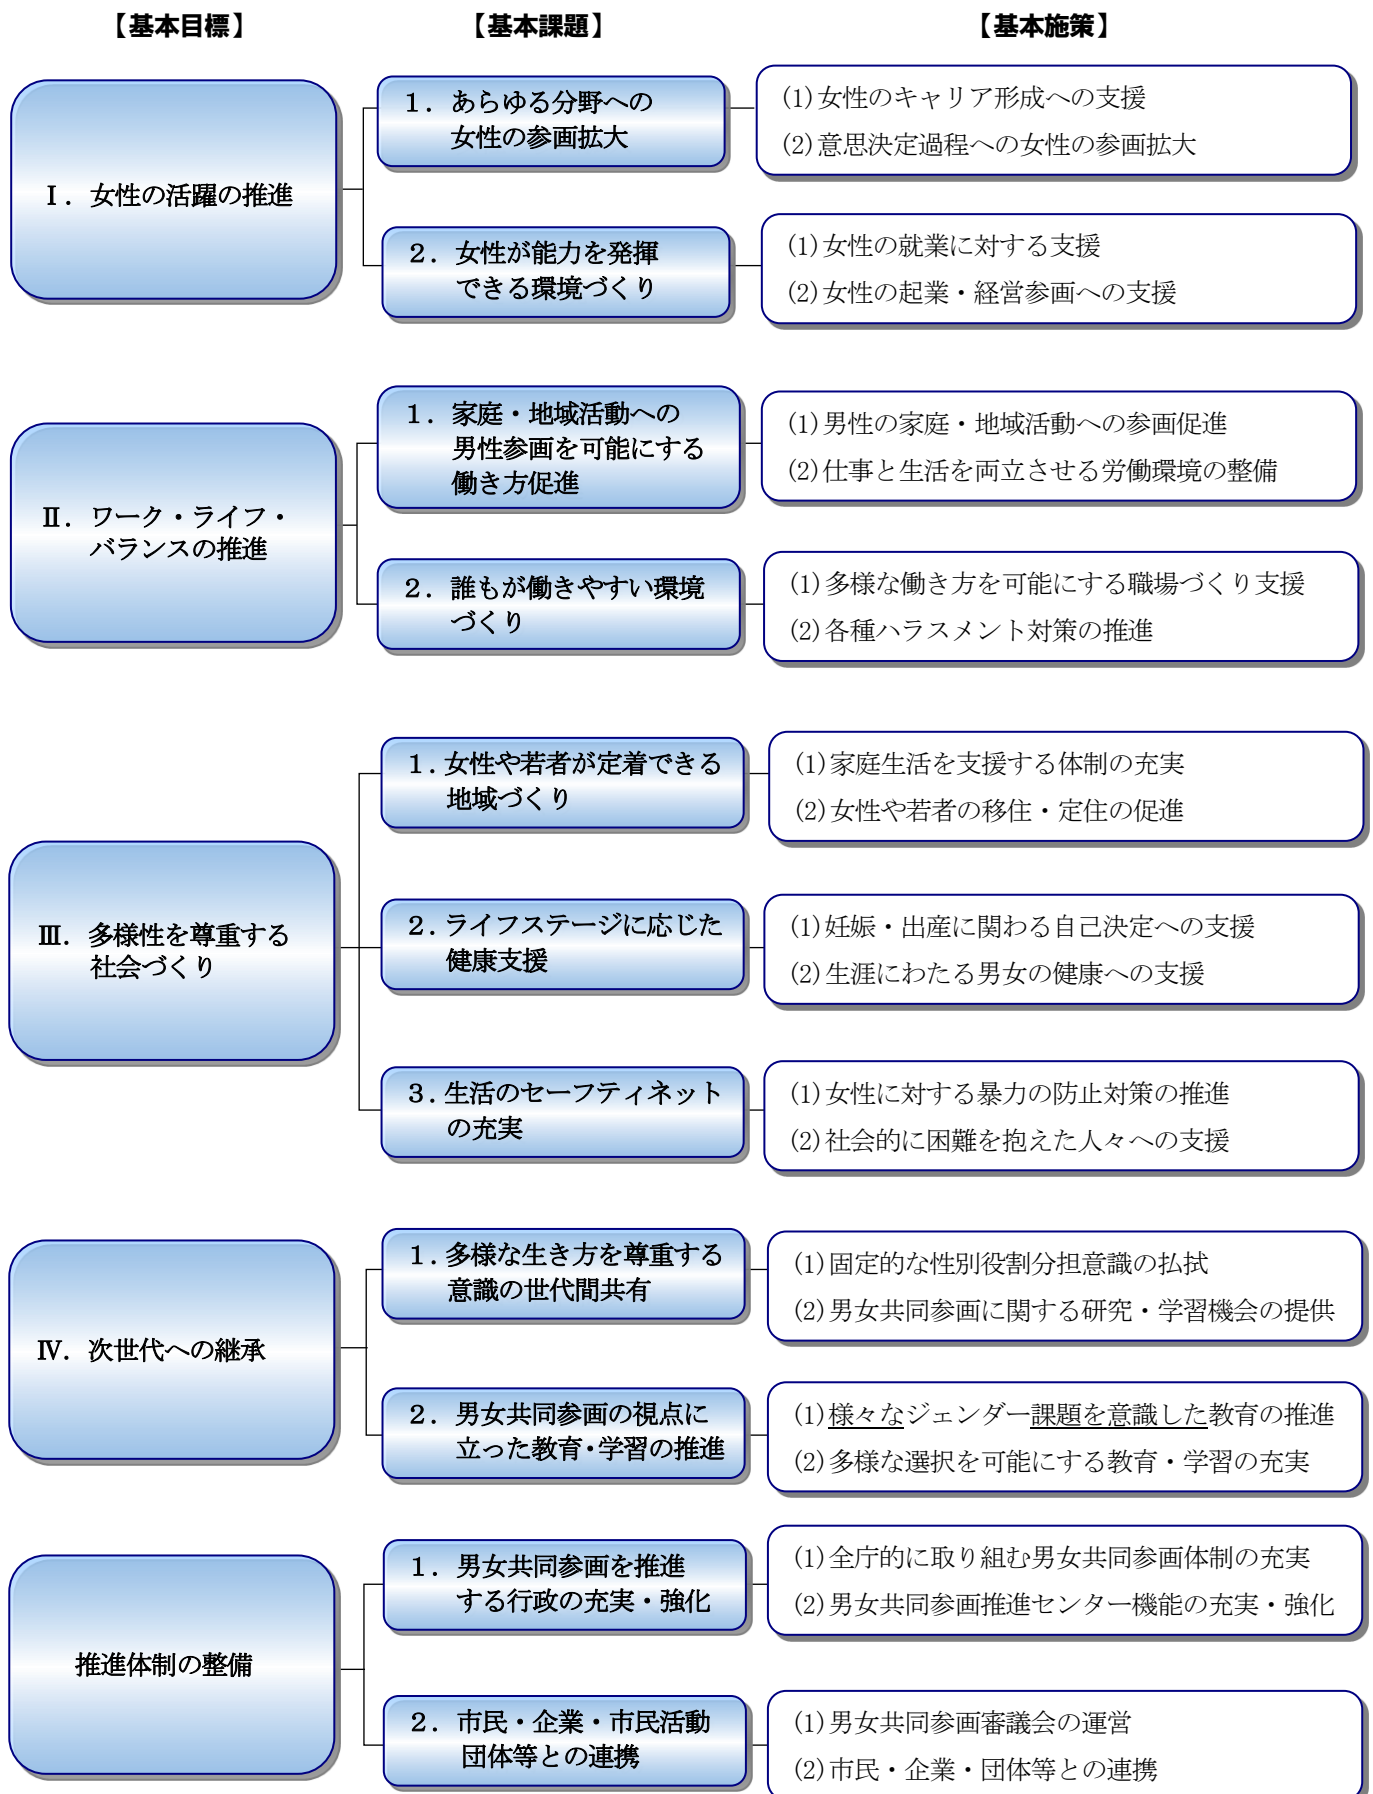 【基本目標】
【基本課題】
【基本施策】
Ⅰ．女性の活躍の推進
１．あらゆる分野への
女性の参画拡大
(1)女性のキャリア形成への支援
(2)意思決定過程への女性の参画拡大
２．女性が能力を発揮
できる環境づくり
(1)女性の就業に対する支援
(2)女性の起業・経営参画への支援
Ⅱ．ワーク・ライフ・
バランスの推進
１．家庭・地域活動への
男性参画を可能にする
働き方促進
(1)男性の家庭・地域活動への参画促進
(2)仕事と生活を両立させる労働環境の整備
２．誰もが働きやすい環境
づくり
(1)多様な働き方を可能にする職場づくり支援
(2)各種ハラスメント対策の推進
Ⅲ．多様性を尊重する
社会づくり
１.女性や若者が定着できる
地域づくり
(1)家庭生活を支援する体制の充実
(2)女性や若者の移住・定住の促進
２.ライフステージに応じた
健康支援
(1)妊娠・出産に関わる自己決定への支援
(2)生涯にわたる男女の健康への支援
３.生活のセーフティネット
の充実
(1)女性に対する暴力の防止対策の推進
(2)社会的に困難を抱えた人々への支援
Ⅳ．次世代への継承
１.多様な生き方を尊重する
意識の世代間共有
(1)固定的な性別役割分担意識の払拭
(2)男女共同参画に関する研究・学習機会の提供
２．男女共同参画の視点に
立った教育・学習の推進
(1)様々なジェンダー課題を意識した教育の推進
(2)多様な選択を可能にする教育・学習の充実
推進体制の整備
１．男女共同参画を推進
する行政の充実・強化
(1)全庁的に取り組む男女共同参画体制の充実
(2)男女共同参画推進センター機能の充実・強化
２．市民・企業・市民活動
団体等との連携
(1)男女共同参画審議会の運営
(2)市民・企業・団体等との連携